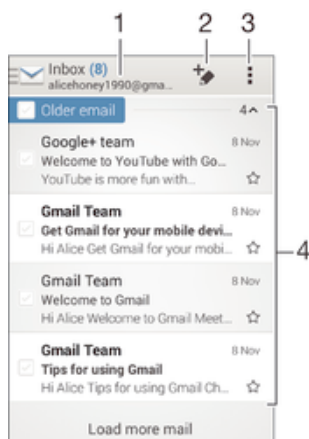 1 2 3
Inbox (8)
alicehoney1990@gma...
Older email 4
Google+ team 8 Nov
Welcome to YouTube with Go...
YouTube is more fun with...
Gmail Team 8 Nov
Get Gmail for your mobile devi...
Hi Alice Get Gmail for your mobi...
4
Gmail Team 8 Nov
Welcome to Gmail
Hi Alice Welcome to Gmail Meet...
Gmail Team 8 Nov
Tips for using Gmail
Hi Alice Tips for using Gmail Ch...
Load more mail